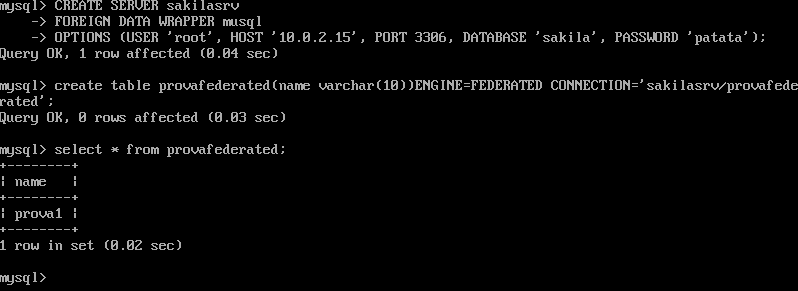 mysql> CREATE SERVER sakilasrv
    -> FOREIGN DATA WRAPPER musql
    -> OPTIONS (USER 'root', HOST '10.0.2.15', PORT 3306, DATABASE 'sakila', PASSWORD 'patata');
Query OK, 1 row affected (0.04 sec)

mysql> create table provafederated(name varchar(10))ENGINE=FEDERATED CONNECTION='sakilasrv/provafede
rated';
Query OK, 0 rows affected (0.03 sec)

mysql> select * from provafederated;
+--------+
| name   |
+--------+
| prova1 |
+--------+
1 row in set (0.02 sec)

mysql>